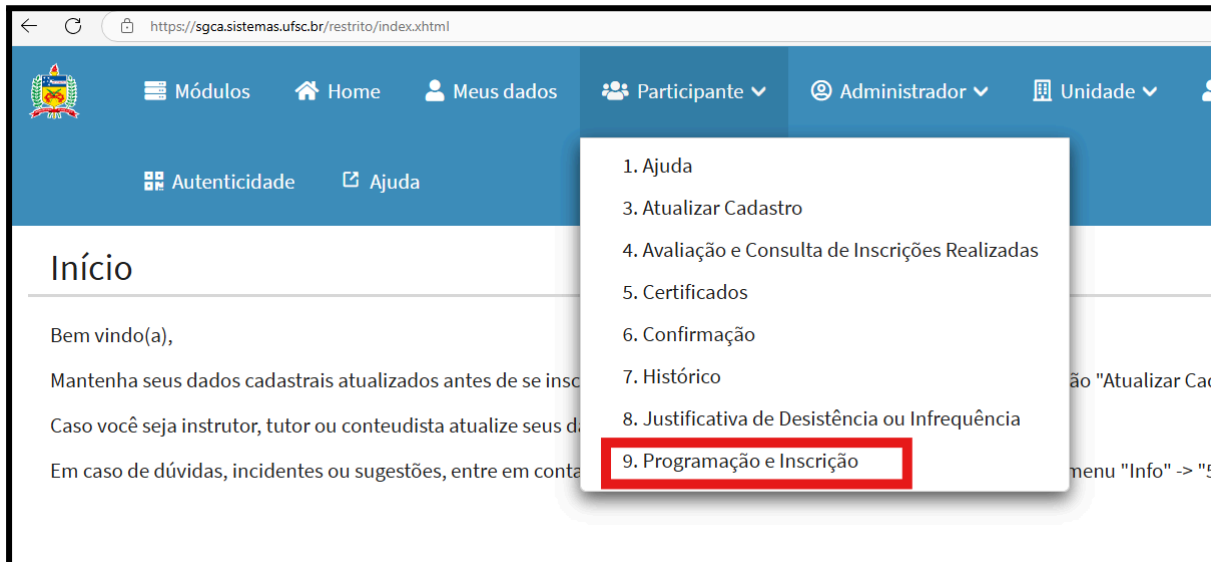 https://sgca.sistemas.ufsc.br/restrito/index.xhtml
Módulos Home Meus dados Participante Administrador Unidade
Autenticidade Ajuda
1. Ajuda
3. Atualizar Cadastro
4. Avaliação e Consulta de Inscrições Realizadas
5. Certificados
6. Confirmação
7. Histórico
8. Justificativa de Desistência ou Infrequência
9. Programação e Inscrição
Início
Bem vindo(a),
Mantenha seus dados cadastrais atualizados antes de se insc ão "Atualizar Cad
Caso você seja instrutor, tutor ou conteudista atualize seus d
Em caso de dúvidas, incidentes ou sugestões, entre em conta menu "Info" -> "5